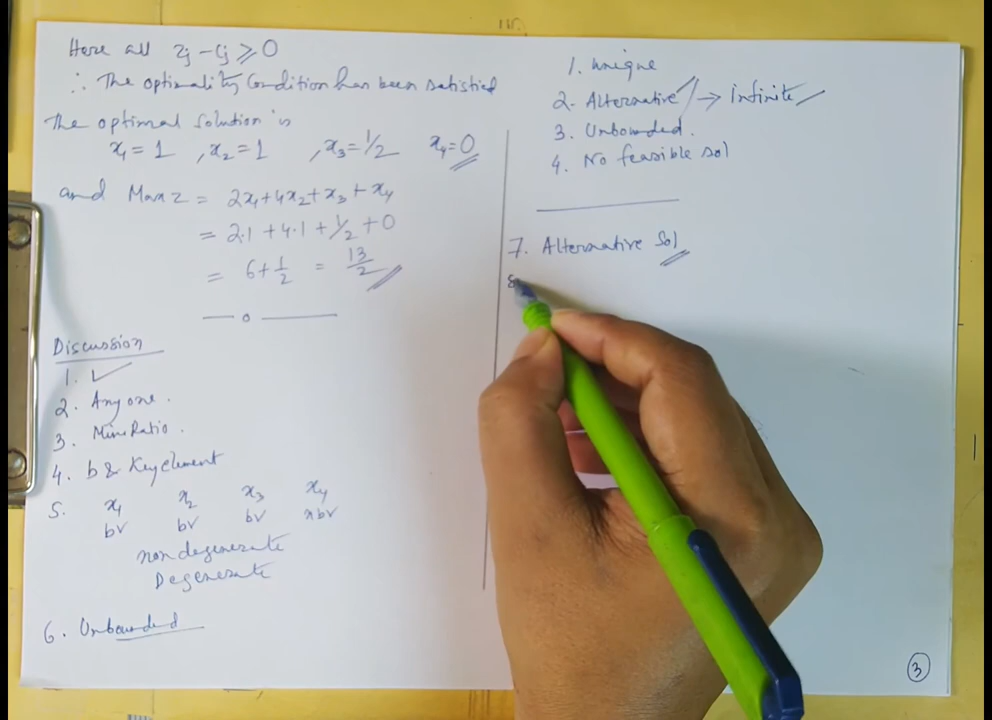 Here all Zj - Cj ⩾ 0
∴ The optimality Condition has been satisfied
The optimal solution is
x₁ = 1 , x₂ = 1 , x₃ = 1/2 x₄ = 0
and Max Z = 2x₁ + 4x₂ + x₃ + x₄
= 2.1 + 4.1 + 1/2 + 0
= 6 + 1/2 = 13/2
Discussion
1. ✓
2. Any one.
3. Min Ratio.
4. b & Key element
5. x₁ x₂ x₃ x₄
bv bv bv nbv
non degenerate
Degenerate
6. Unbounded
1. Unique
2. Alternative → Infinite
3. Unbounded.
4. No feasible sol
7. Alternative Sol
8
3